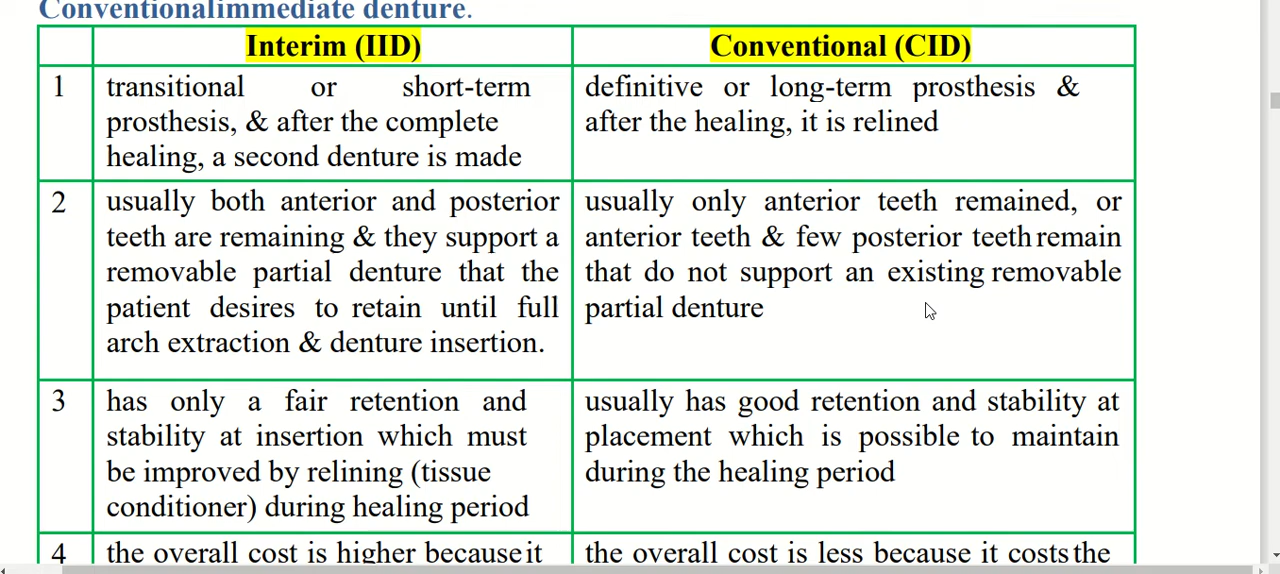 Conventionalimmediate denture.
Interim (IID)
Conventional (CID)
1
transitional or short-term
prosthesis, & after the complete
healing, a second denture is made
definitive or long-term prosthesis &
after the healing, it is relined
2
usually both anterior and posterior
teeth are remaining & they support a
removable partial denture that the
patient desires to retain until full
arch extraction & denture insertion.
usually only anterior teeth remained, or
anterior teeth & few posterior teeth remain
that do not support an existing removable
partial denture
3
has only a fair retention and
stability at insertion which must
be improved by relining (tissue
conditioner) during healing period
usually has good retention and stability at
placement which is possible to maintain
during the healing period
4
the overall cost is higher because it
the overall cost is less because it costs the